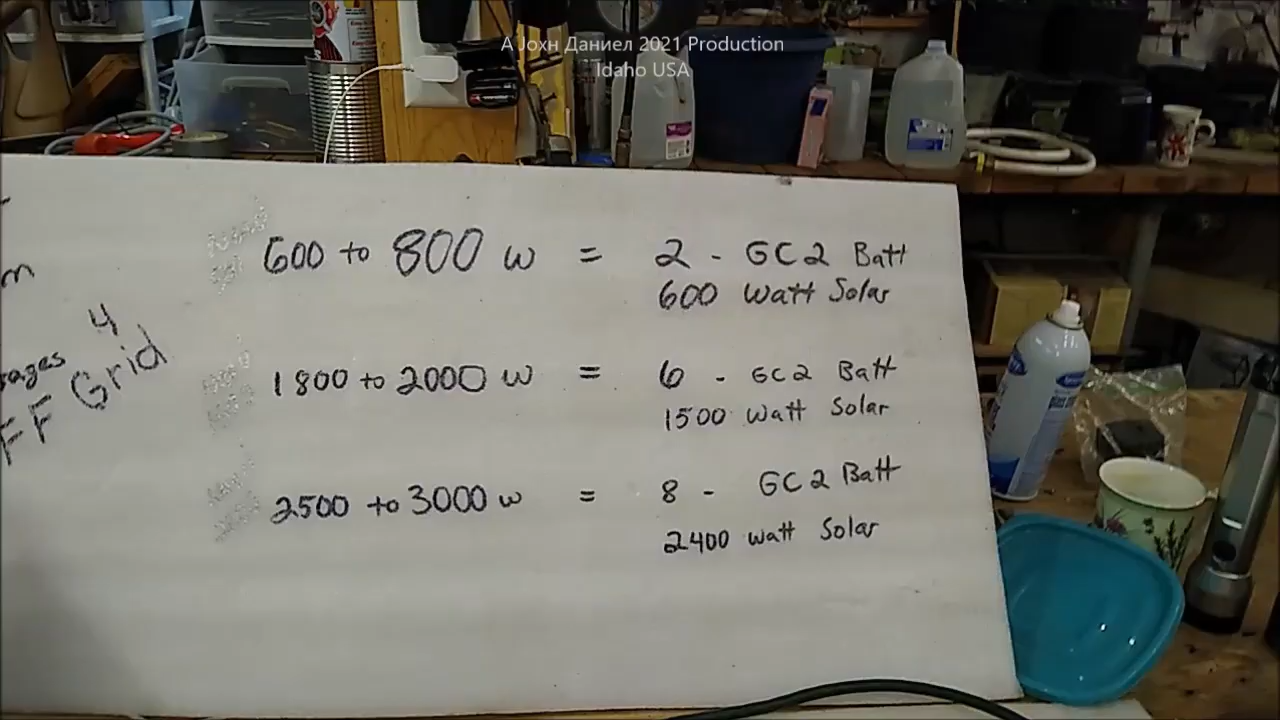 А Јохн Даниел 2021 Production
Idaho USA
600 to 800 w = 2 - GC2 Batt
600 Watt Solar
1800 to 2000 w = 6 - GC2 Batt
1500 Watt Solar
2500 to 3000 w = 8 - GC2 Batt
2400 Watt Solar
4
FF Grid